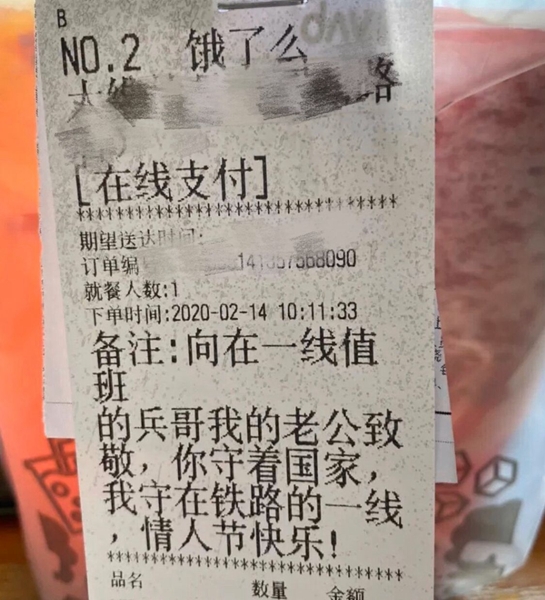 B
NO.2 饿了么
路
[在线支付]
********************************
期望送达时间:
订单编
就餐人数:1
下单时间:2020-02-14 10:11:33
备注:向在一线值
班
的兵哥我的老公致
敬，你守着国家，
我守在铁路的一线
，情人节快乐!
********************************
品名 数量 金额